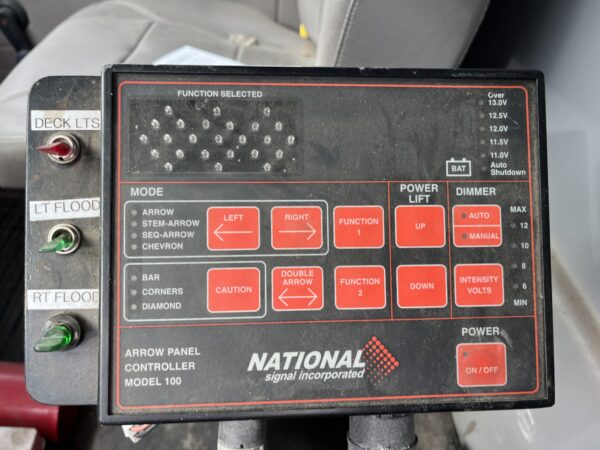 FUNCTION SELECTED
Over
13.0V
12.5V
12.0V
11.5V
11.0V
BAT
Auto
Shutdown
DECK LTS
LT FLOOD
RT FLOOD
MODE
ARROW
STEM-ARROW
SEQ-ARROW
CHEVRON
LEFT
RIGHT
FUNCTION
1
POWER
LIFT
UP
DIMMER
AUTO
MANUAL
MAX
12
10
8
6
MIN
BAR
CORNERS
DIAMOND
CAUTION
DOUBLE
ARROW
FUNCTION
2
DOWN
INTENSITY
VOLTS
ARROW PANEL
CONTROLLER
MODEL 100
NATIONAL
signal incorporated
POWER
ON / OFF